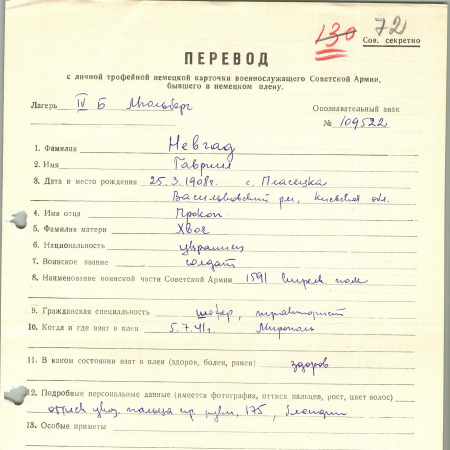 130 72
Сов. секретно
ПЕРЕВОД
с личной трофейной немецкой карточки военнослужащего Советской Армии,
бывшего в немецком плену.
Лагерь IV Б Мюльберг
Опознавательный знак
№ 109522
1. Фамилия Невгад
2. Имя Гавриил
3. Дата и место рождения 25.3.1908г. с. Пласецка
Васильковский р-н, Киевская обл.
4. Имя отца Прокоп
5. Фамилия матери Хвоя
6. Национальность украинец
7. Воинское звание солдат
8. Наименование воинской части Советской Армии 1591 стрелк. полк
9. Гражданская специальность шофер, тракторист
10. Когда и где взят в плен 5.7.41г. Мирополь
11. В каком состоянии взят в плен (здоров, болен, ранен) здоров
12. Подробные персональные данные (имеется фотография, оттиск пальцев, рост, цвет волос)
оттиск указ. пальца пр. руки, 175, блондин
13. Особые приметы